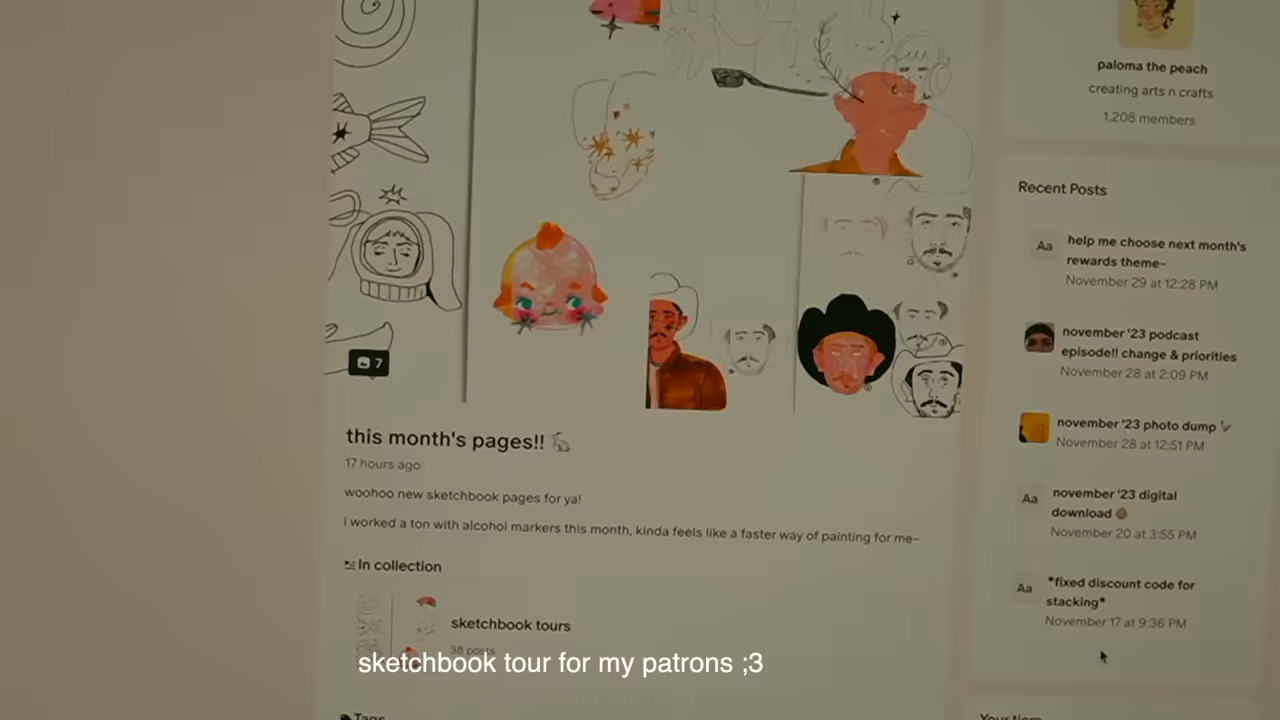 7
this month's pages!!
17 hours ago
woohoo new sketchbook pages for ya!
i worked a ton with alcohol markers this month, kinda feels like a faster way of painting for me–
In collection
sketchbook tours
38 posts
sketchbook tour for my patrons ;3
Tags
paloma the peach
creating arts n crafts
1,208 members
Recent Posts
Aa
help me choose next month's
rewards theme–
November 29 at 12:28 PM
november '23 podcast
episode!! change & priorities
November 28 at 2:09 PM
november '23 photo dump
November 28 at 12:51 PM
Aa
november '23 digital
download
November 20 at 3:55 PM
Aa
*fixed discount code for
stacking*
November 17 at 9:36 PM
Your tier